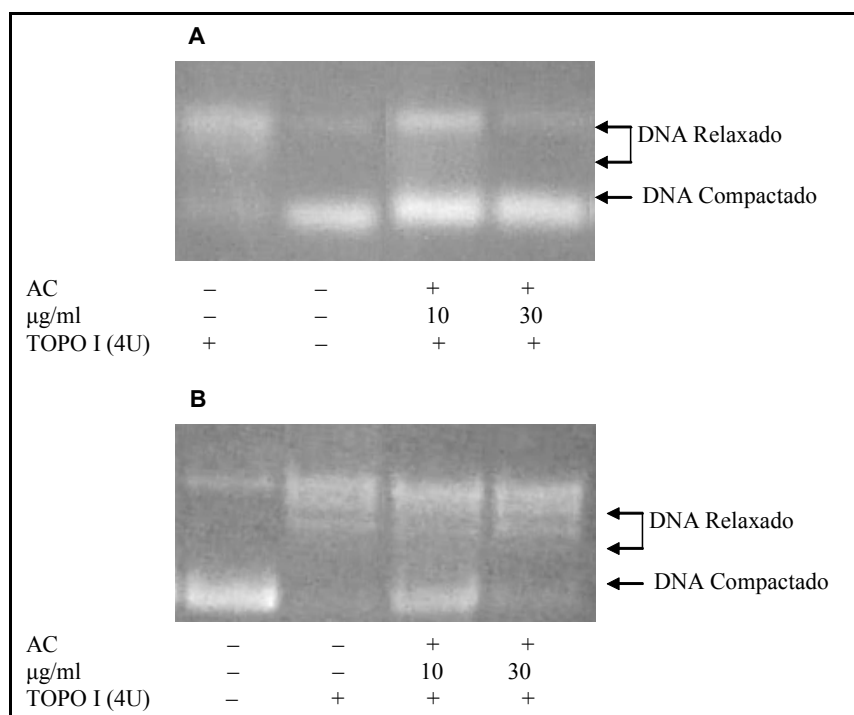 A
DNA Relaxado
DNA Compactado
AC – – + +
µg/ml – – 10 30
TOPO I (4U) + – + +
B
DNA Relaxado
DNA Compactado
AC – – + +
µg/ml – – 10 30
TOPO I (4U) – + + +